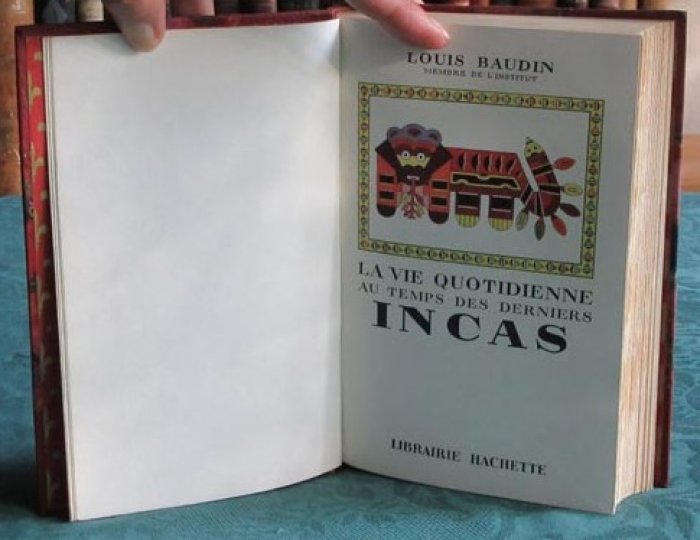 LOUIS BAUDIN
MEMBRE DE L'INSTITUT
LA VIE QUOTIDIENNE
AU TEMPS DES DERNIERS
INCAS
LIBRAIRIE HACHETTE